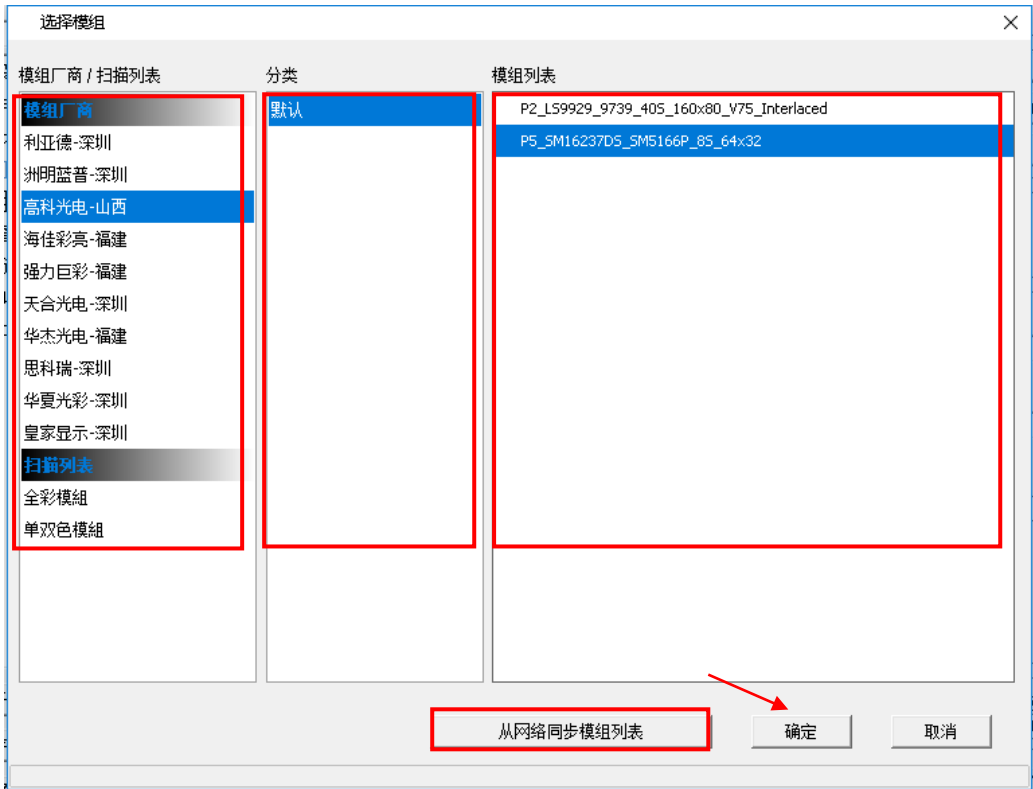 选择模组
模组厂商 / 扫描列表
模组厂商
利亚德-深圳
洲明蓝普-深圳
高科光电-山西
海佳彩亮-福建
强力巨彩-福建
天合光电-深圳
华杰光电-福建
思科瑞-深圳
华夏光彩-深圳
皇家显示-深圳
扫描列表
全彩模組
单双色模組
分类
默认
模组列表
P2_LS9929_9739_40S_160x80_V75_Interlaced
P5_SM16237DS_SM5166P_8S_64x32
从网络同步模组列表
确定
取消